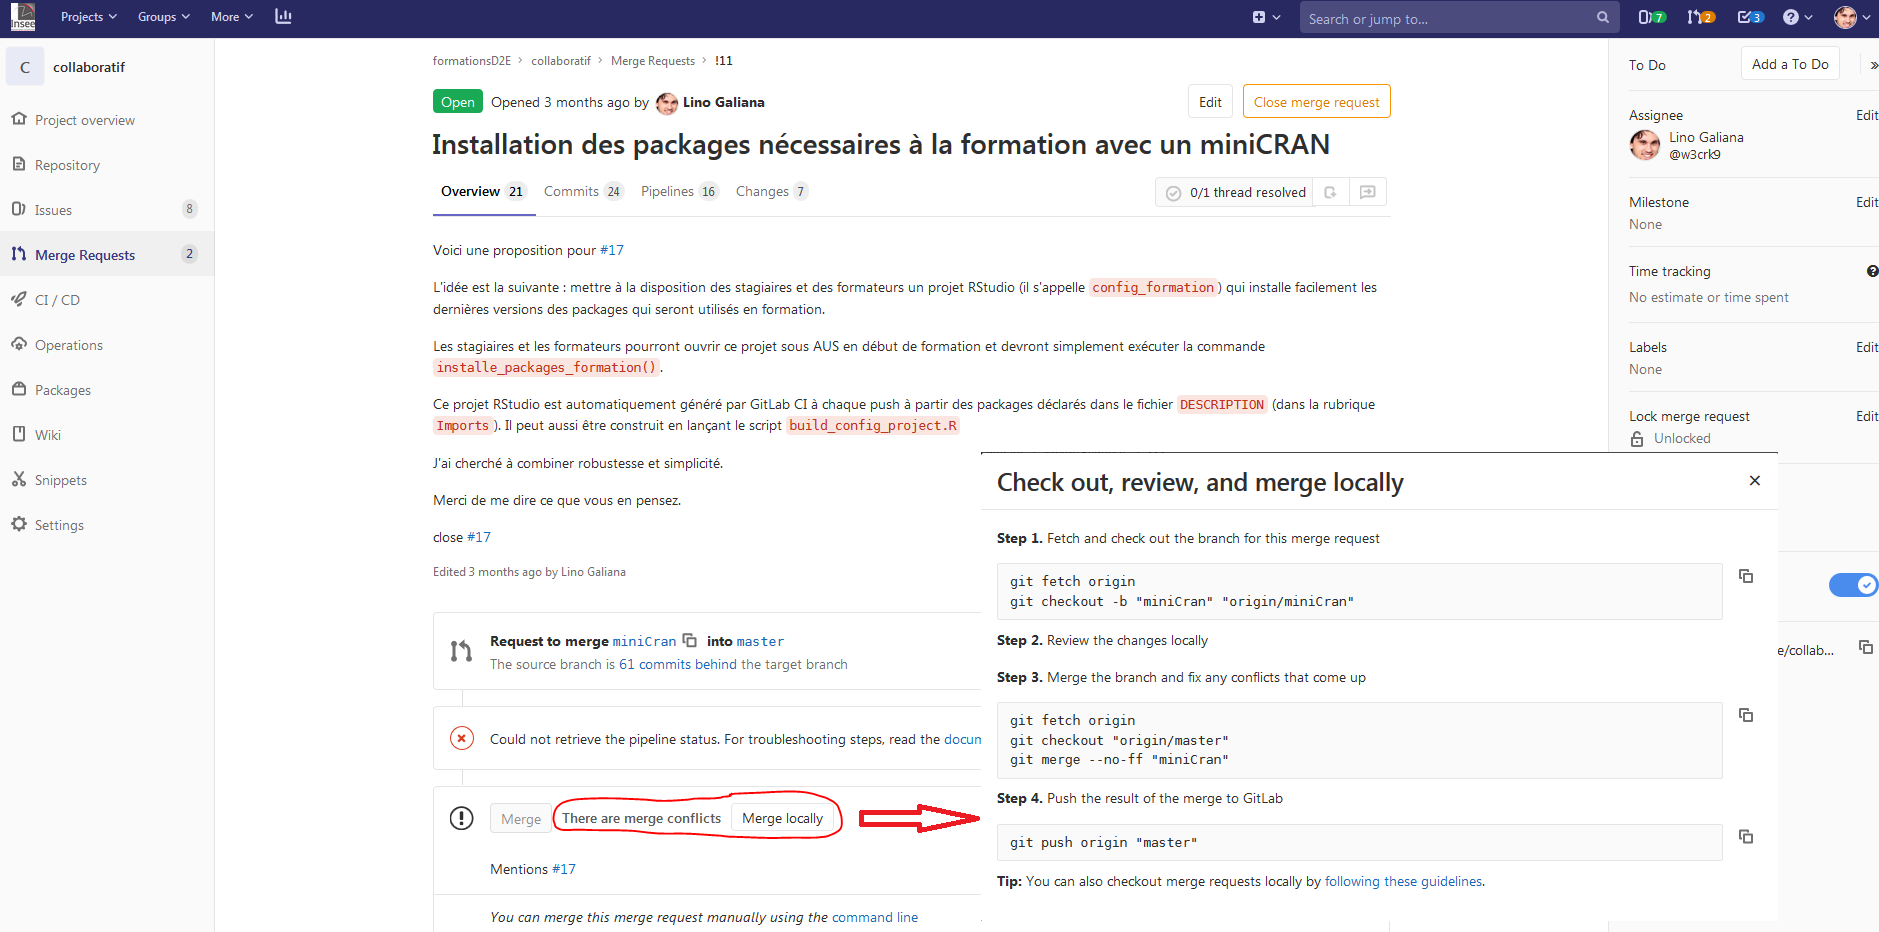 Insee
Projects
Groups
More
Search or jump to...
7
2
3
C
collaboratif
Project overview
Repository
Issues
8
Merge Requests
2
CI / CD
Operations
Packages
Wiki
Snippets
Settings
formationsD2E > collaboratif > Merge Requests > !11
Open
Opened 3 months ago by
Lino Galiana
Edit
Close merge request
Installation des packages nécessaires à la formation avec un miniCRAN
Overview 21
Commits 24
Pipelines 16
Changes 7
0/1 thread resolved
Voici une proposition pour #17
L'idée est la suivante : mettre à la disposition des stagiaires et des formateurs un projet RStudio (il s'appelle config_formation) qui installe facilement les
dernières versions des packages qui seront utilisés en formation.
Les stagiaires et les formateurs pourront ouvrir ce projet sous AUS en début de formation et devront simplement exécuter la commande
installe_packages_formation().
Ce projet RStudio est automatiquement généré par GitLab CI à chaque push à partir des packages déclarés dans le fichier DESCRIPTION (dans la rubrique
Imports). Il peut aussi être construit en lançant le script build_config_project.R
J'ai cherché à combiner robustesse et simplicité.
Merci de me dire ce que vous en pensez.
close #17
Edited 3 months ago by Lino Galiana
Request to merge miniCran into master
The source branch is 61 commits behind the target branch
Could not retrieve the pipeline status. For troubleshooting steps, read the docum
Merge
There are merge conflicts
Merge locally
Mentions #17
You can merge this merge request manually using the command line
Check out, review, and merge locally
Step 1. Fetch and check out the branch for this merge request
git fetch origin
git checkout -b "miniCran" "origin/miniCran"
Step 2. Review the changes locally
Step 3. Merge the branch and fix any conflicts that come up
git fetch origin
git checkout "origin/master"
git merge --no-ff "miniCran"
Step 4. Push the result of the merge to GitLab
git push origin "master"
Tip: You can also checkout merge requests locally by following these guidelines.
To Do
Add a To Do
»
Assignee
Edit
Lino Galiana
@w3crk9
Milestone
Edit
None
Time tracking
No estimate or time spent
Labels
Edit
None
Lock merge request
Edit
Unlocked
e/collab...